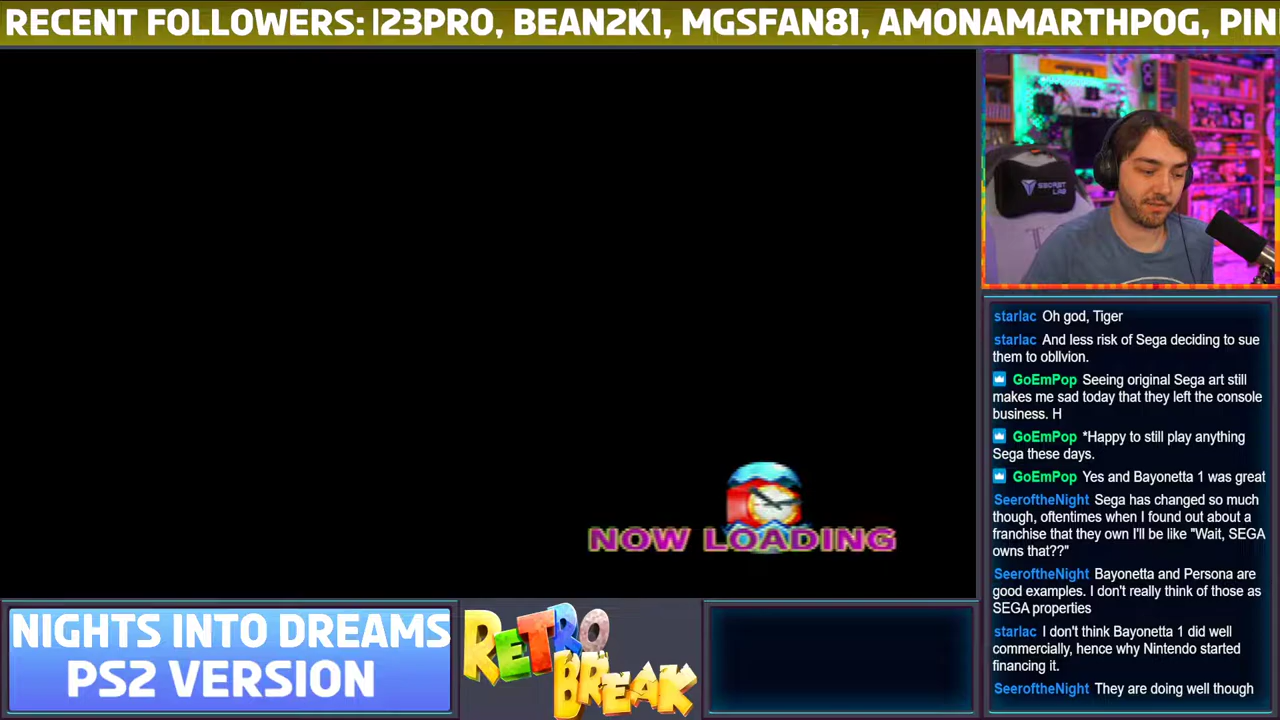 RECENT FOLLOWERS: 123PRO, BEAN2K1, MGSFAN81, AMONAMARTHPOG, PIN
SECRET
LAB
starlac Oh god, Tiger
starlac And less risk of Sega deciding to sue
them to obllvion.
GoEmPop Seeing original Sega art still
makes me sad today that they left the console
business. H
GoEmPop *Happy to still play anything
Sega these days.
GoEmPop Yes and Bayonetta 1 was great
SeeroftheNight Sega has changed so much
though, oftentimes when I found out about a
franchise that they own I'll be like "Wait, SEGA
owns that??"
SeeroftheNight Bayonetta and Persona are
good examples. I don't really think of those as
SEGA properties
starlac I don't think Bayonetta 1 did well
commercially, hence why Nintendo started
financing it.
SeeroftheNight They are doing well though
NOW LOADING
NIGHTS INTO DREAMS
PS2 VERSION
RETRO
BREAK